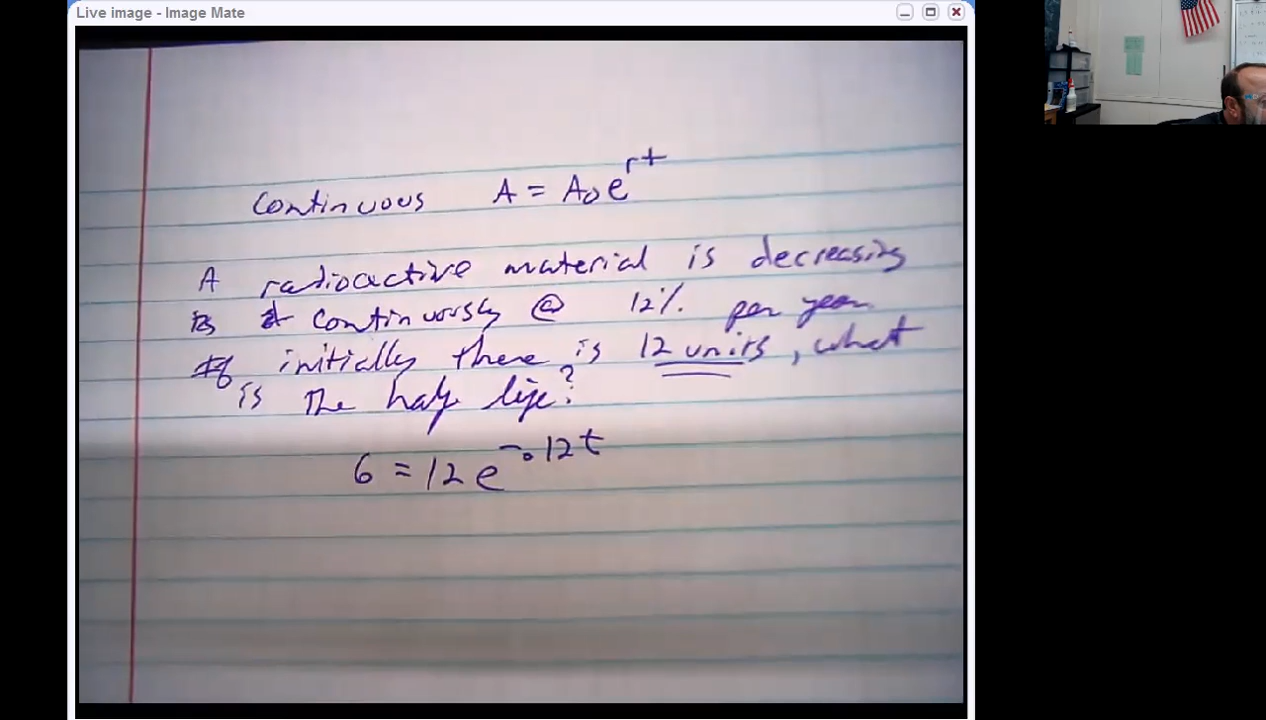 Live image - Image Mate
Continuous A = A₀e^rt
A radioactive material is decreasing
continuously @ 12% per year
If initially there is 12 units, what
is the half life?
6 = 12e^-.12t